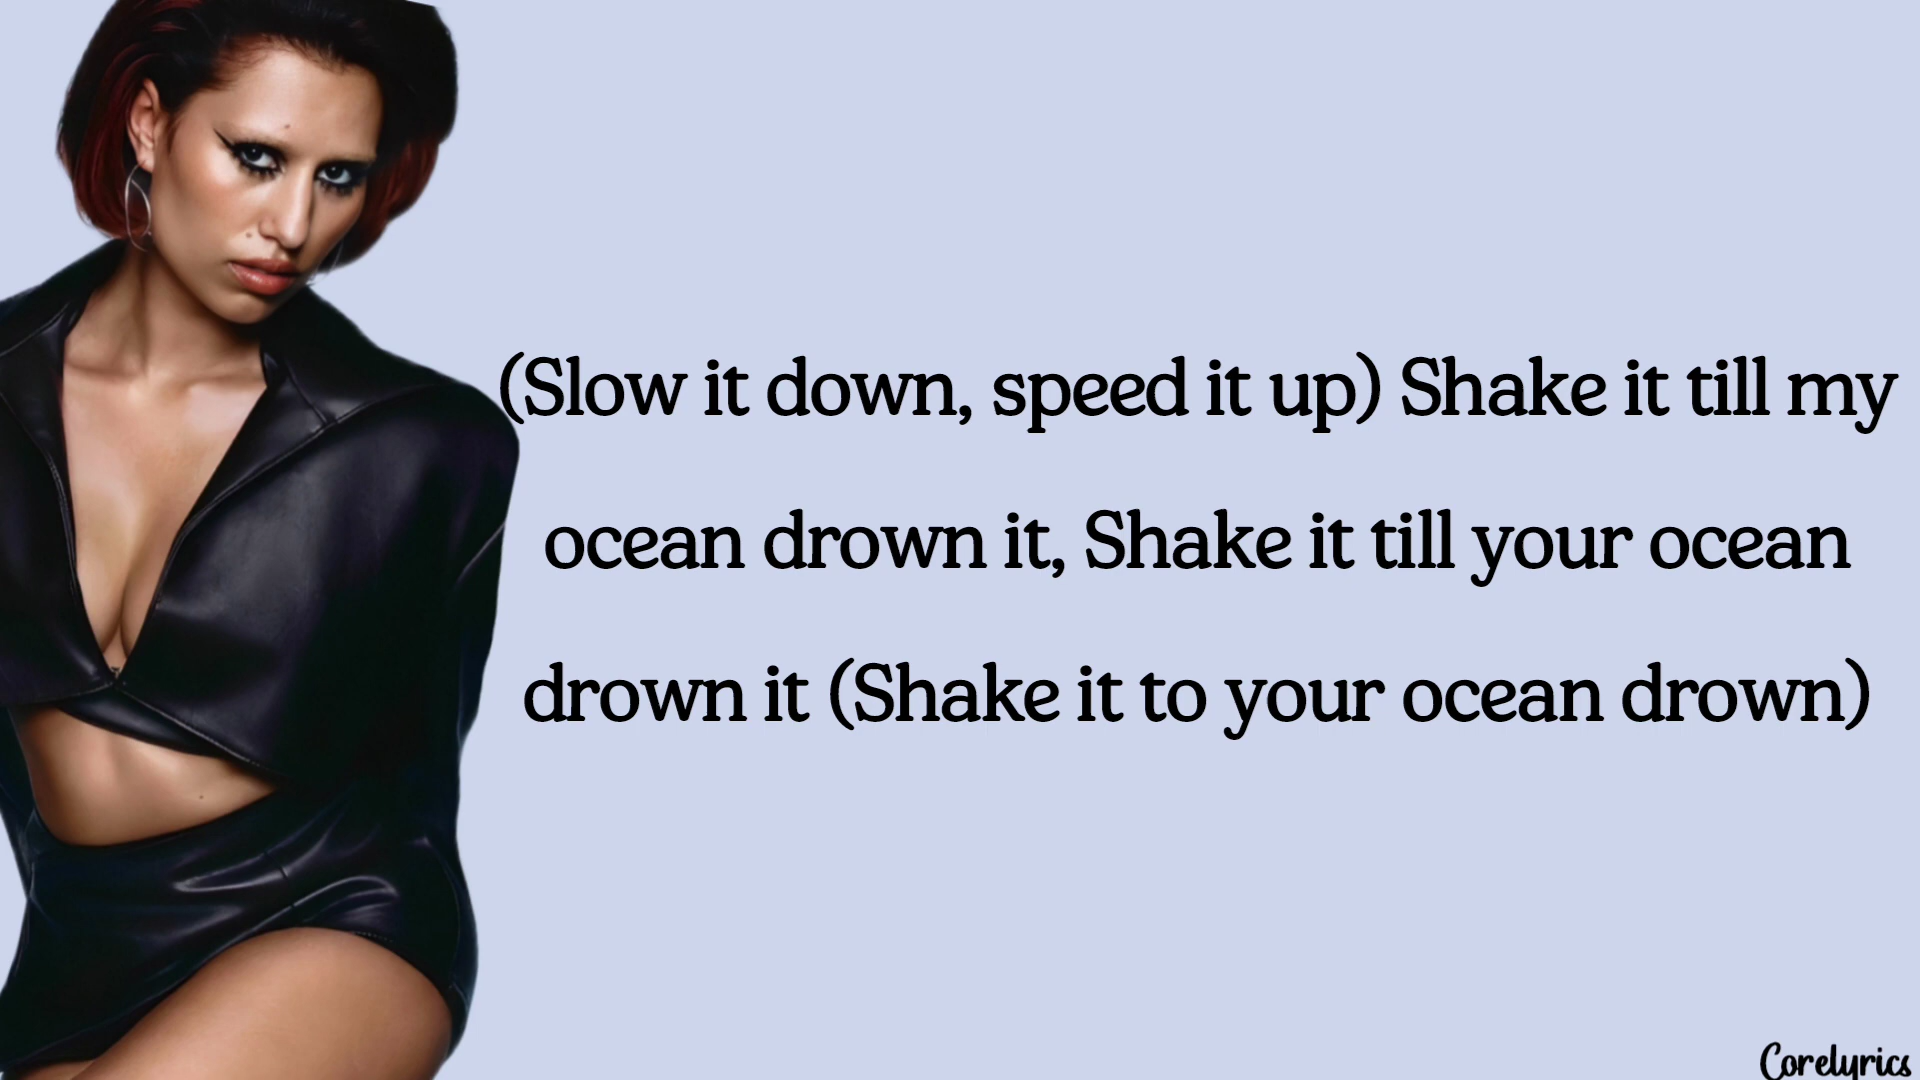 (Slow it down, speed it up) Shake it till my
ocean drown it, Shake it till your ocean
drown it (Shake it to your ocean drown)
Corelyrics